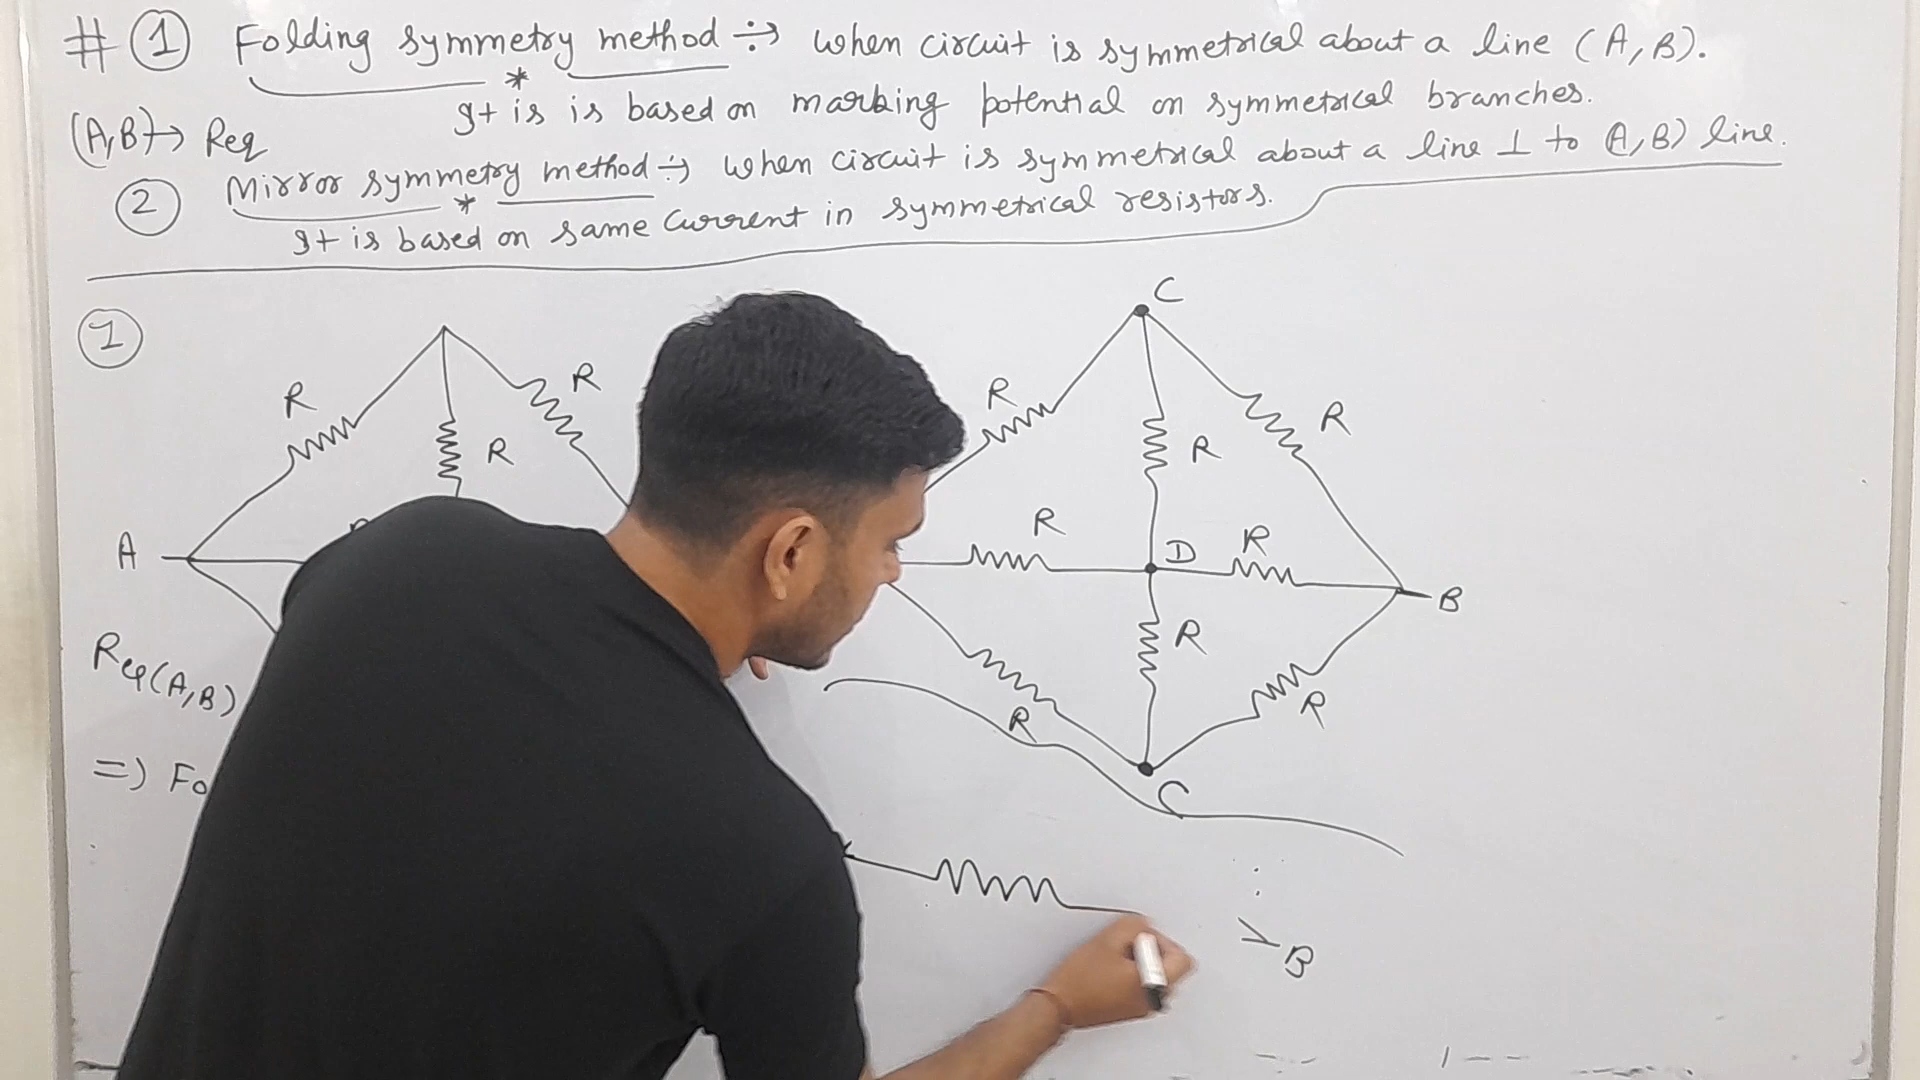 # 1 Folding symmetry method :→ When circuit is symmetrical about a line (A,B).
* It is is based on marking potential on symmetrical branches.
(A,B)→ Req
2 Mirror symmetry method :→ When circuit is symmetrical about a line ⊥ to (A,B) line.
* It is based on same current in symmetrical resistors.
1
C
R R R R
R R
R R
A D B
R
Req(A,B)
R R
=) Fo
C
B